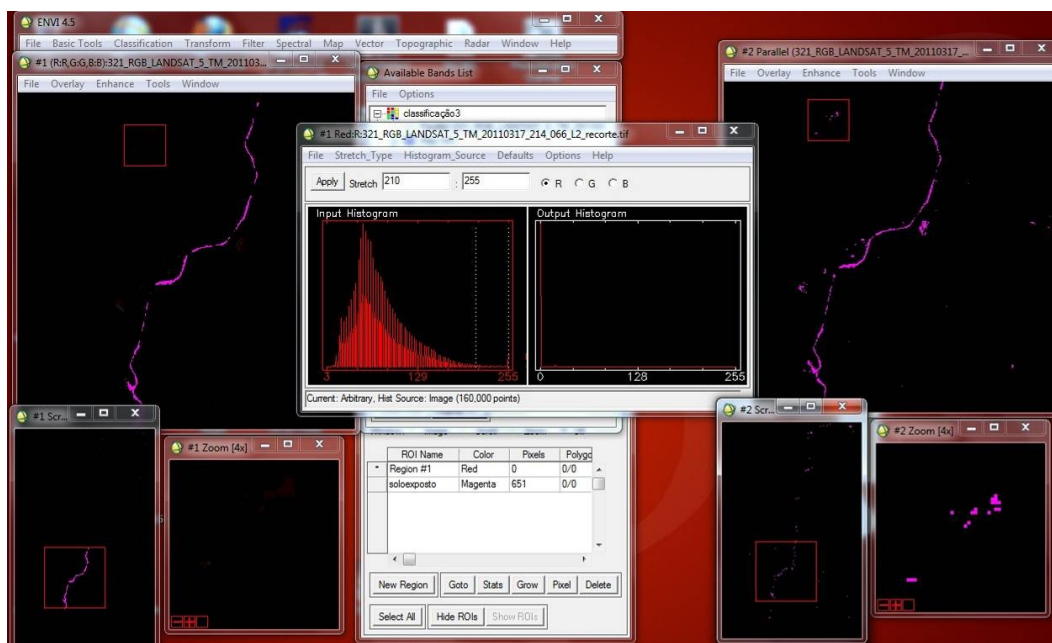 ENVI 4.5
File Basic Tools Classification Transform Filter Spectral Map Vector Topographic Radar Window Help
#1 (R:R,G:G,B:B):321_RGB_LANDSAT_5_TM_201103...
File Overlay Enhance Tools Window
Available Bands List
File Options
classificação3
#2 Parallel (321_RGB_LANDSAT_5_TM_20110317_...
File Overlay Enhance Tools Window
#1 Red:R:321_RGB_LANDSAT_5_TM_20110317_214_066_L2_recorte.tif
File Stretch_Type Histogram_Source Defaults Options Help
Apply Stretch 210 : 255 R G B
Input Histogram
3 129 255
Output Histogram
0 128 255
Current: Arbitrary, Hist Source: Image (160,000 points)
#1 Scr...
#1 Zoom [4x]
ROI Name Color Pixels Polygo
* Region #1 Red 0 0/0
soloexposto Magenta 651 0/0
New Region Goto Stats Grow Pixel Delete
Select All Hide ROIs Show ROIs
#2 Scr...
#2 Zoom [4x]